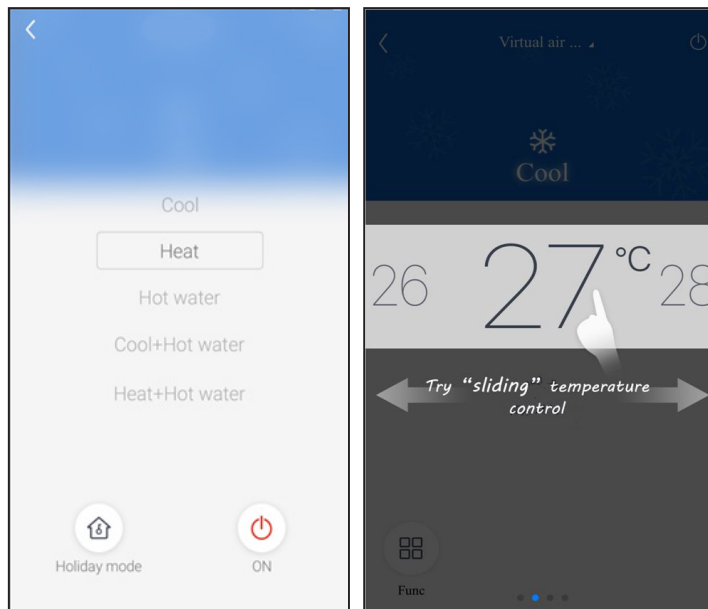 Cool
Heat
Hot water
Cool+Hot water
Heat+Hot water
Holiday mode
ON
Virtual air ...
Cool
26 27°C 28
Try “sliding” temperature
control
Func